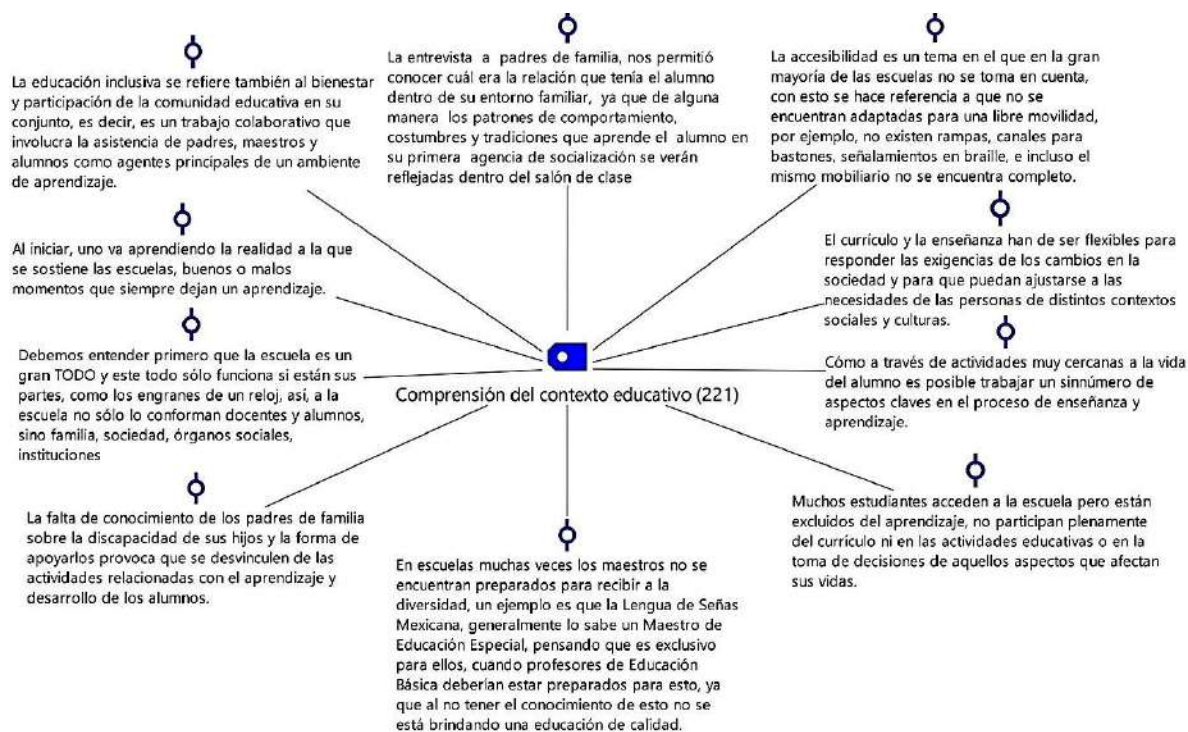 La educación inclusiva se refiere también al bienestar
y participación de la comunidad educativa en su
conjunto, es decir, es un trabajo colaborativo que
involucra la asistencia de padres, maestros y
alumnos como agentes principales de un ambiente
de aprendizaje.
La entrevista a padres de familia, nos permitió
conocer cuál era la relación que tenía el alumno
dentro de su entorno familiar, ya que de alguna
manera los patrones de comportamiento,
costumbres y tradiciones que aprende el alumno en
su primera agencia de socialización se verán
reflejadas dentro del salón de clase
La accesibilidad es un tema en el que en la gran
mayoría de las escuelas no se toma en cuenta,
con esto se hace referencia a que no se
encuentran adaptadas para una libre movilidad,
por ejemplo, no existen rampas, canales para
bastones, señalamientos en braille, e incluso el
mismo mobiliario no se encuentra completo.
Al iniciar, uno va aprendiendo la realidad a la que
se sostiene las escuelas, buenos o malos
momentos que siempre dejan un aprendizaje.
El currículo y la enseñanza han de ser flexibles para
responder las exigencias de los cambios en la
sociedad y para que puedan ajustarse a las
necesidades de las personas de distintos contextos
sociales y culturas.
Debemos entender primero que la escuela es un
gran TODO y este todo sólo funciona si están sus
partes, como los engranes de un reloj, así, a la
escuela no sólo lo conforman docentes y alumnos,
sino familia, sociedad, órganos sociales,
instituciones
Comprensión del contexto educativo (221)
Cómo a través de actividades muy cercanas a la vida
del alumno es posible trabajar un sinnúmero de
aspectos claves en el proceso de enseñanza y
aprendizaje.
La falta de conocimiento de los padres de familia
sobre la discapacidad de sus hijos y la forma de
apoyarlos provoca que se desvinculen de las
actividades relacionadas con el aprendizaje y
desarrollo de los alumnos.
En escuelas muchas veces los maestros no se
encuentran preparados para recibir a la
diversidad, un ejemplo es que la Lengua de Señas
Mexicana, generalmente lo sabe un Maestro de
Educación Especial, pensando que es exclusivo
para ellos, cuando profesores de Educación
Básica deberían estar preparados para esto, ya
que al no tener el conocimiento de esto no se
está brindando una educación de calidad.
Muchos estudiantes acceden a la escuela pero están
excluidos del aprendizaje, no participan plenamente
del currículo ni en las actividades educativas o en la
toma de decisiones de aquellos aspectos que afectan
sus vidas.